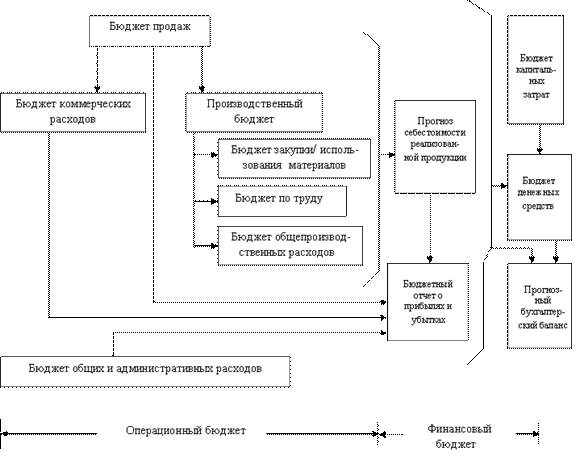 Бюджет продаж
Бюджет коммерческих
расходов
Производственный
бюджет
Бюджет закупки/ исполь-
зования материалов
Бюджет по труду
Бюджет общепроизвод-
ственных расходов
Прогноз
себестоимости
реализован-
ной продукции
Бюджетный
отчет о
прибылях и
убытках
Бюджет
капиталь-
ных
затрат
Бюджет
денежных
средств
Прогноз-
ный
бухгалтер-
ский баланс
Бюджет общих и административных расходов
Операционный бюджет
Финансовый
бюджет